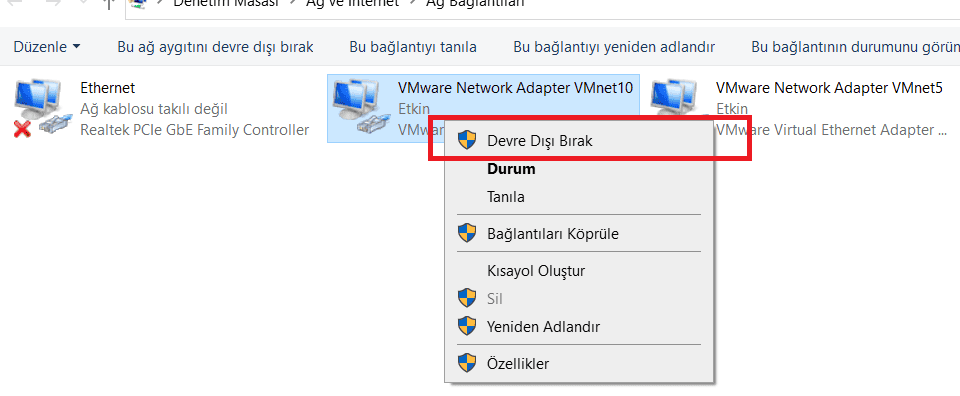 Denetim Masası > Ağ ve İnternet > Ağ Bağlantıları
Düzenle Bu ağ aygıtını devre dışı bırak Bu bağlantıyı tanıla Bu bağlantıyı yeniden adlandır Bu bağlantının durumunu görün
Ethernet
Ağ kablosu takılı değil
Realtek PCIe GbE Family Controller
VMware Network Adapter VMnet10
Etkin
VMware
VMware Network Adapter VMnet5
Etkin
VMware Virtual Ethernet Adapter ...
Devre Dışı Bırak
Durum
Tanıla
Bağlantıları Köprüle
Kısayol Oluştur
Sil
Yeniden Adlandır
Özellikler